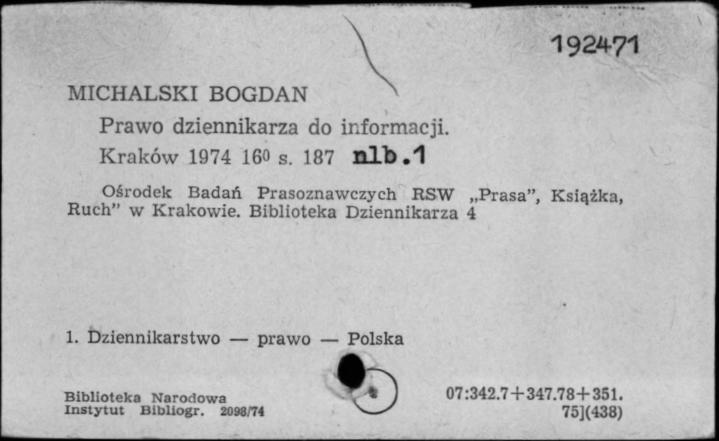 192471
MICHALSKI BOGDAN
Prawo dziennikarza do informacji.
Kraków 1974 16⁰ s. 187 nlb.1
Ośrodek Badań Prasoznawczych RSW „Prasa”, Książka,
Ruch” w Krakowie. Biblioteka Dziennikarza 4
1. Dziennikarstwo — prawo — Polska
Biblioteka Narodowa
Instytut Bibliogr. 2098/74
07:342.7+347.78+351.
75](438)